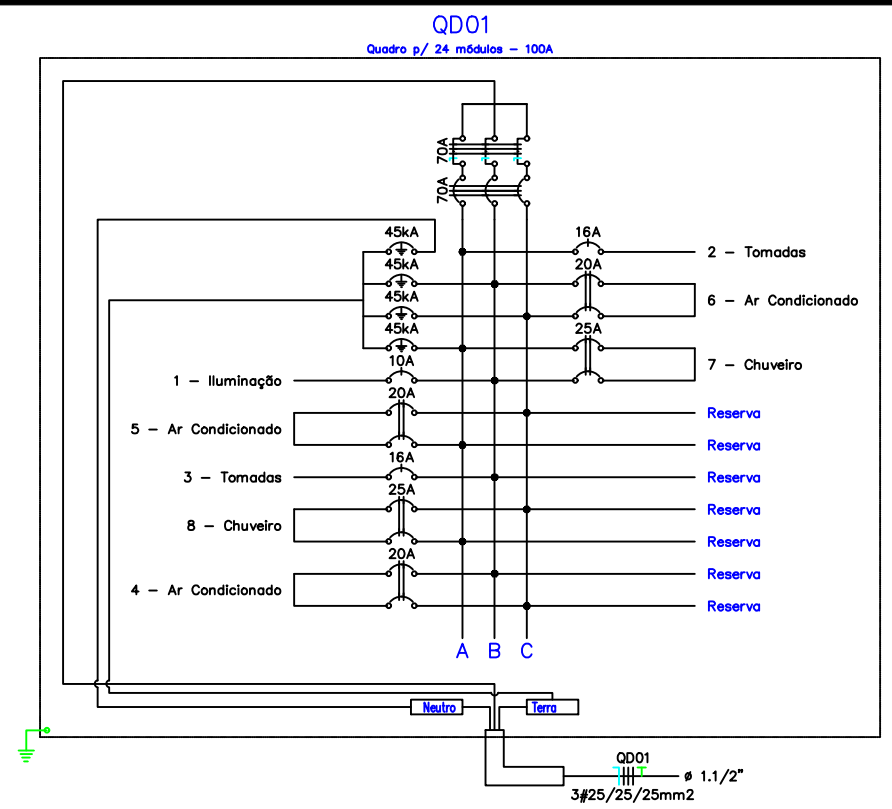 QD01
Quadro p/ 24 módulos – 100A
70A
70A
45kA
16A
2 – Tomadas
45kA
20A
45kA
6 – Ar Condicionado
45kA
25A
7 – Chuveiro
10A
1 – Iluminação
20A
Reserva
5 – Ar Condicionado
Reserva
16A
3 – Tomadas
Reserva
25A
Reserva
8 – Chuveiro
Reserva
20A
Reserva
4 – Ar Condicionado
Reserva
A B C
Neutro
Terra
QD01
ø 1.1/2"
3#25/25/25mm2